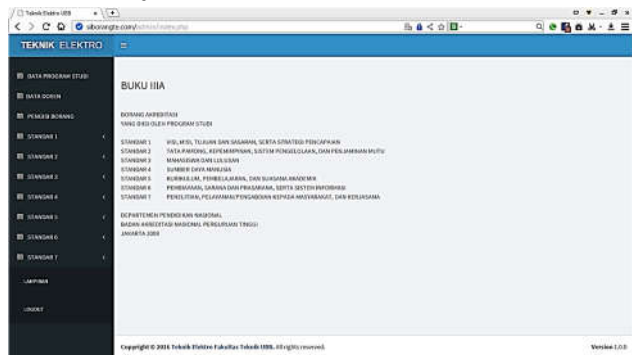 Teknik Elektro UBB
siborangte.com/admin/index.php
TEKNIK ELEKTRO
DATA PROGRAM STUDI
DATA DOSEN
PENGISI BORANG
STANDAR 1
STANDAR 2
STANDAR 3
STANDAR 4
STANDAR 5
STANDAR 6
STANDAR 7
LAMPIRAN
LOGOUT
BUKU IIIA
BORANG AKREDITASI
YANG DIISI OLEH PROGRAM STUDI
STANDAR 1 VISI, MISI, TUJUAN DAN SASARAN, SERTA STRATEGI PENCAPAIAN
STANDAR 2 TATA PAMONG, KEPEMIMPINAN, SISTEM PENGELOLAAN, DAN PENJAMINAN MUTU
STANDAR 3 MAHASISWA DAN LULUSAN
STANDAR 4 SUMBER DAYA MANUSIA
STANDAR 5 KURIKULUM, PEMBELAJARAN, DAN SUASANA AKADEMIK
STANDAR 6 PEMBIAYAAN, SARANA DAN PRASARANA, SERTA SISTEM INFORMASI
STANDAR 7 PENELITIAN, PELAYANAN/PENGABDIAN KEPADA MASYARAKAT, DAN KERJASAMA
DEPARTEMEN PENDIDIKAN NASIONAL
BADAN AKREDITASI NASIONAL PERGURUAN TINGGI
JAKARTA 2008
Copyright © 2016 Teknik Elektro Fakultas Teknik UBB. All rights reserved.
Version 1.0.0